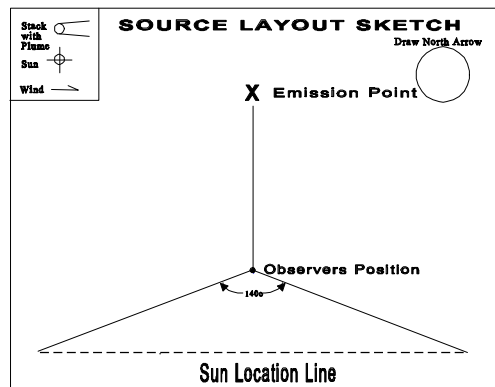 SOURCE LAYOUT SKETCH
Stack
with
Plume
Sun
Wind
Draw North Arrow
X Emission Point
Observers Position
140o
Sun Location Line